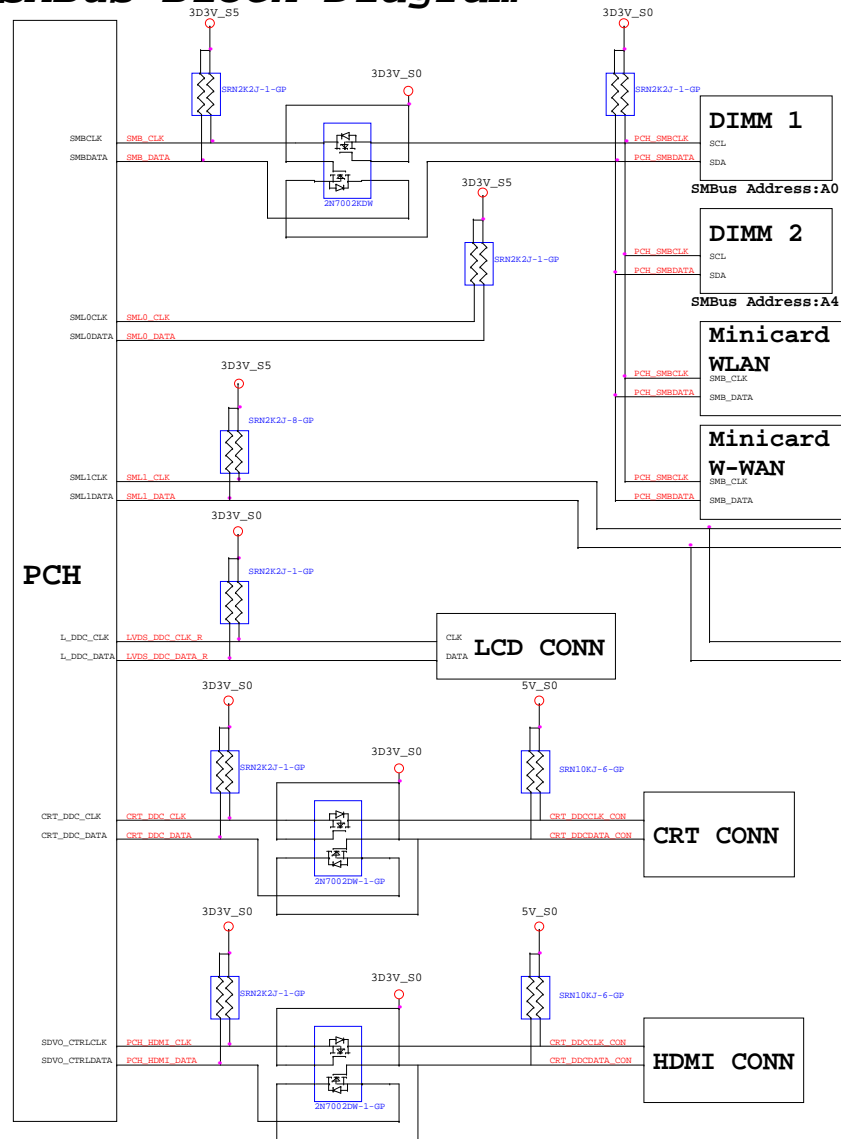 SMBus Block Diagram
3D3V_S5
3D3V_S0
SRN2K2J-1-GP
3D3V_S0
SRN2K2J-1-GP
DIMM 1
SMBCLK
SMB_CLK
PCH_SMBCLK
SCL
SMBDATA
SMB_DATA
PCH_SMBDATA
SDA
SMBus Address:A0
2N7002KDW
3D3V_S5
DIMM 2
PCH_SMBCLK
SCL
SRN2K2J-1-GP
PCH_SMBDATA
SDA
SMBus Address:A4
SML0CLK
SML0_CLK
SML0DATA
SML0_DATA
Minicard
WLAN
3D3V_S5
PCH_SMBCLK
SMB_CLK
PCH_SMBDATA
SMB_DATA
SRN2K2J-8-GP
Minicard
W-WAN
SML1CLK
SML1_CLK
PCH_SMBCLK
SMB_CLK
SML1DATA
SML1_DATA
PCH_SMBDATA
SMB_DATA
3D3V_S0
PCH
SRN2K2J-1-GP
L_DDC_CLK
LVDS_DDC_CLK_R
CLK
L_DDC_DATA
LVDS_DDC_DATA_R
DATA
LCD CONN
3D3V_S0
5V_S0
3D3V_S0
SRN2K2J-1-GP
SRN10KJ-6-GP
CRT_DDC_CLK
CRT_DDC_CLK
CRT_DDCCLK_CON
CRT_DDC_DATA
CRT_DDC_DATA
CRT_DDCDATA_CON
CRT CONN
2N7002DW-1-GP
3D3V_S0
5V_S0
3D3V_S0
SRN2K2J-1-GP
SRN10KJ-6-GP
SDVO_CTRLCLK
PCH_HDMI_CLK
CRT_DDCCLK_CON
SDVO_CTRLDATA
PCH_HDMI_DATA
CRT_DDCDATA_CON
HDMI CONN
2N7002DW-1-GP